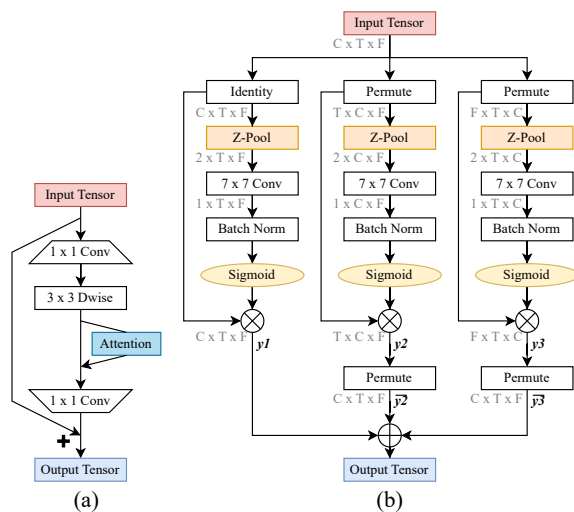 Input Tensor
1 x 1 Conv
3 x 3 Dwise
Attention
1 x 1 Conv
+
Output Tensor
(a)
Input Tensor
C x T x F
Identity Permute Permute
C x T x F T x C x F F x T x C
Z-Pool Z-Pool Z-Pool
2 x T x F 2 x C x F 2 x T x C
7 x 7 Conv 7 x 7 Conv 7 x 7 Conv
1 x T x F 1 x C x F 1 x T x C
Batch Norm Batch Norm Batch Norm
Sigmoid Sigmoid Sigmoid
C x T x F y1 T x C x F y2 F x T x C y3
Permute Permute
C x T x F y2̅ C x T x F y3̅
Output Tensor
(b)